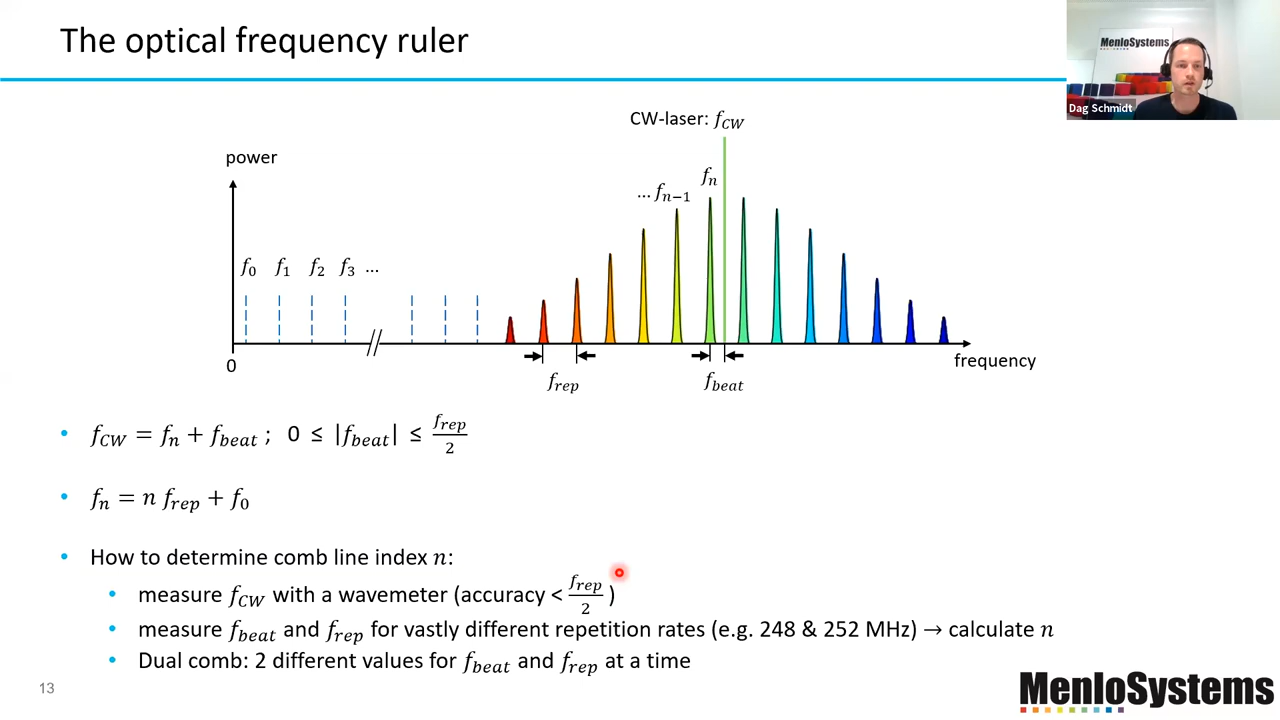 The optical frequency ruler
MenloSystems
Dag Schmidt
CW-laser: f_CW
power
f_n
... f_{n-1}
f_0 f_1 f_2 f_3 ...
0
frequency
f_rep
f_beat
• f_CW = f_n + f_beat ; 0 ≤ |f_beat| ≤ f_rep/2
• f_n = n f_rep + f_0
• How to determine comb line index n:
• measure f_CW with a wavemeter (accuracy < f_rep/2 )
• measure f_beat and f_rep for vastly different repetition rates (e.g. 248 & 252 MHz) → calculate n
• Dual comb: 2 different values for f_beat and f_rep at a time
13
MenloSystems